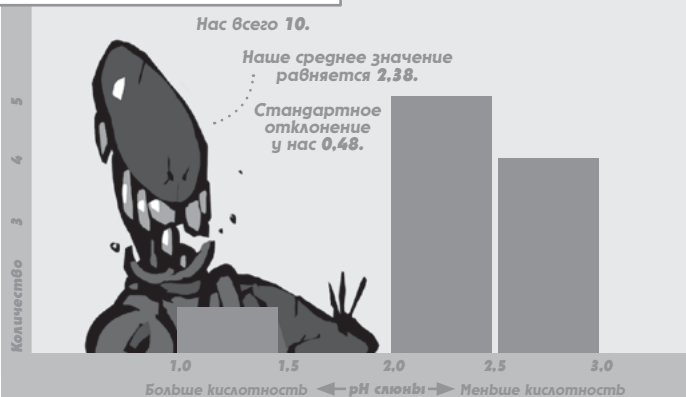 Нас всего 10.
Наше среднее значение
равняется 2,38.
Стандартное
отклонение
у нас 0,48.
5
4
3
Количество
1,0 1,5 2,0 2,5 3,0
Больше кислотность pH слюны Меньше кислотность